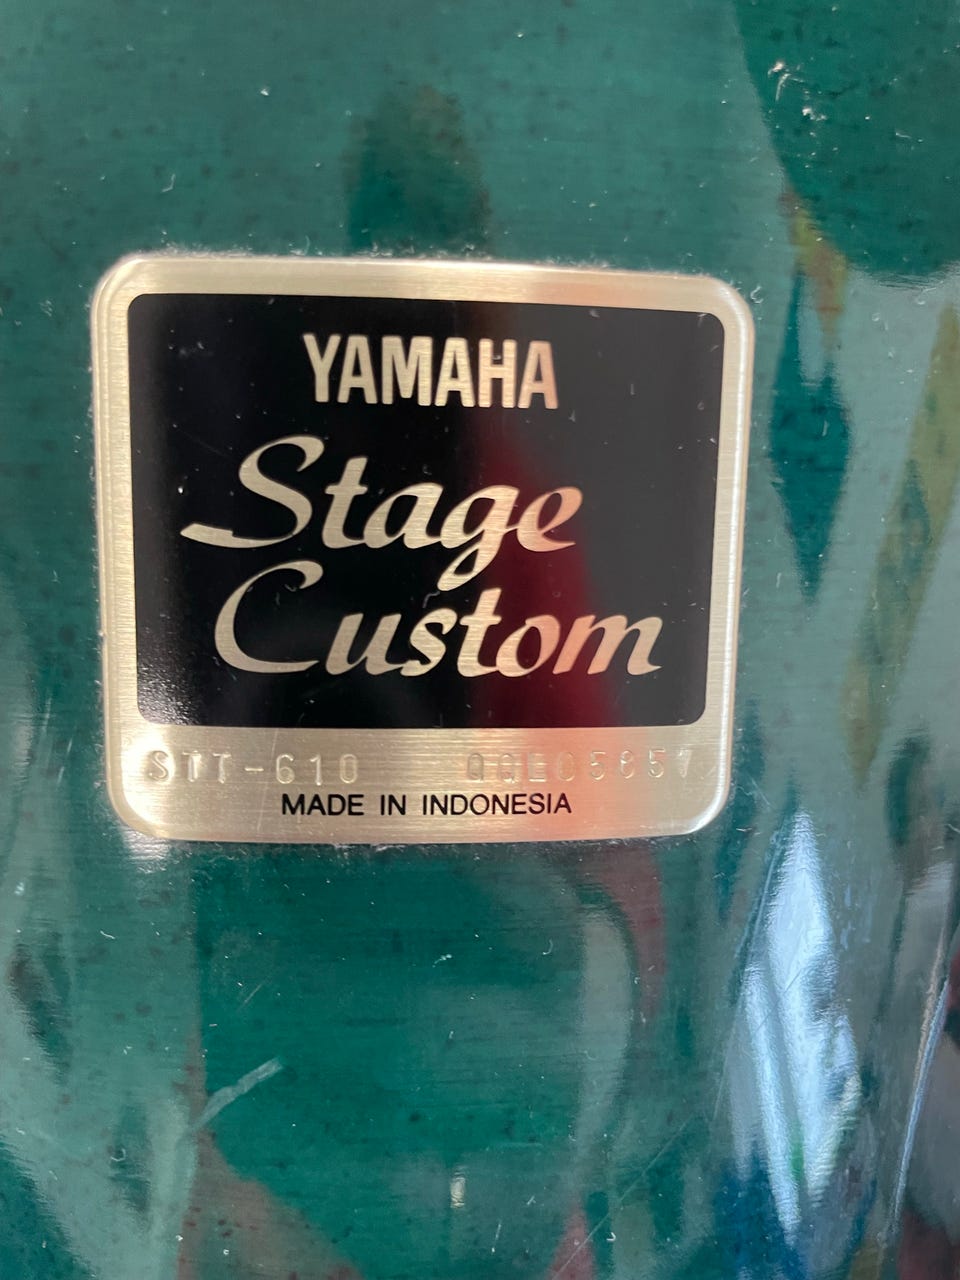 YAMAHA
Stage
Custom
STT-610
MADE IN INDONESIA